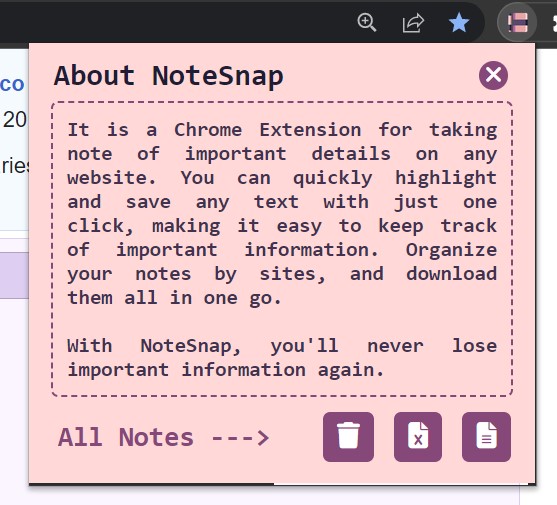 co
20
ries
About NoteSnap
It is a Chrome Extension for taking
note of important details on any
website. You can quickly highlight
and save any text with just one
click, making it easy to keep track
of important information. Organize
your notes by sites, and download
them all in one go.
With NoteSnap, you'll never lose
important information again.
All Notes --->
X